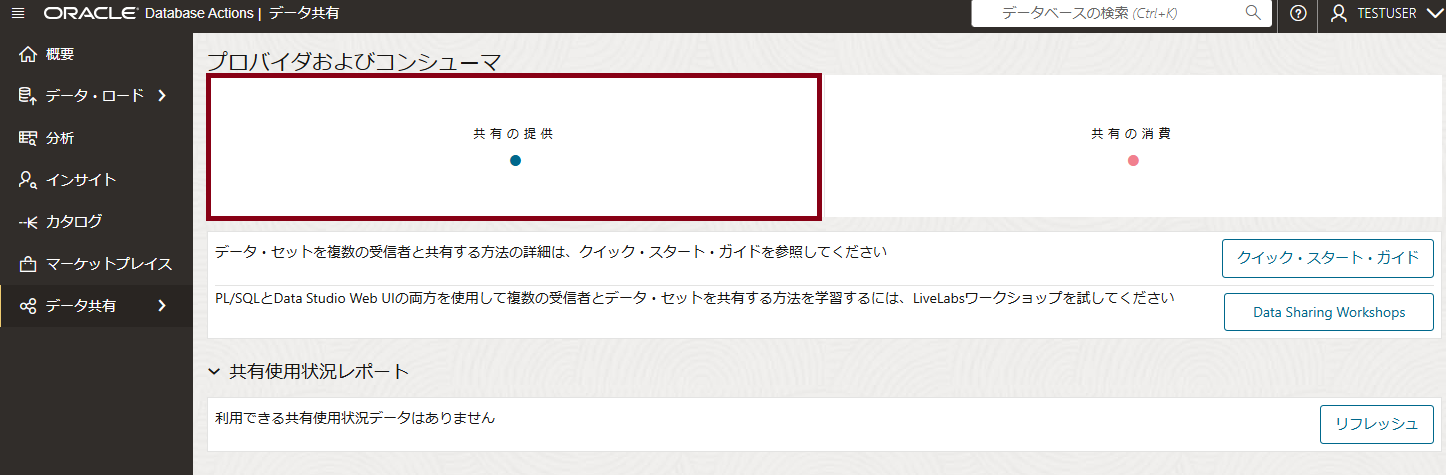 ORACLE Database Actions | データ共有
データベースの検索 (Ctrl+K)
TESTUSER
概要
データ・ロード
分析
インサイト
カタログ
マーケットプレイス
データ共有
プロバイダおよびコンシューマ
共有の提供
共有の消費
データ・セットを複数の受信者と共有する方法の詳細は、クイック・スタート・ガイドを参照してください
クイック・スタート・ガイド
PL/SQLとData Studio Web UIの両方を使用して複数の受信者とデータ・セットを共有する方法を学習するには、LiveLabsワークショップを試してください
Data Sharing Workshops
共有使用状況レポート
利用できる共有使用状況データはありません
リフレッシュ